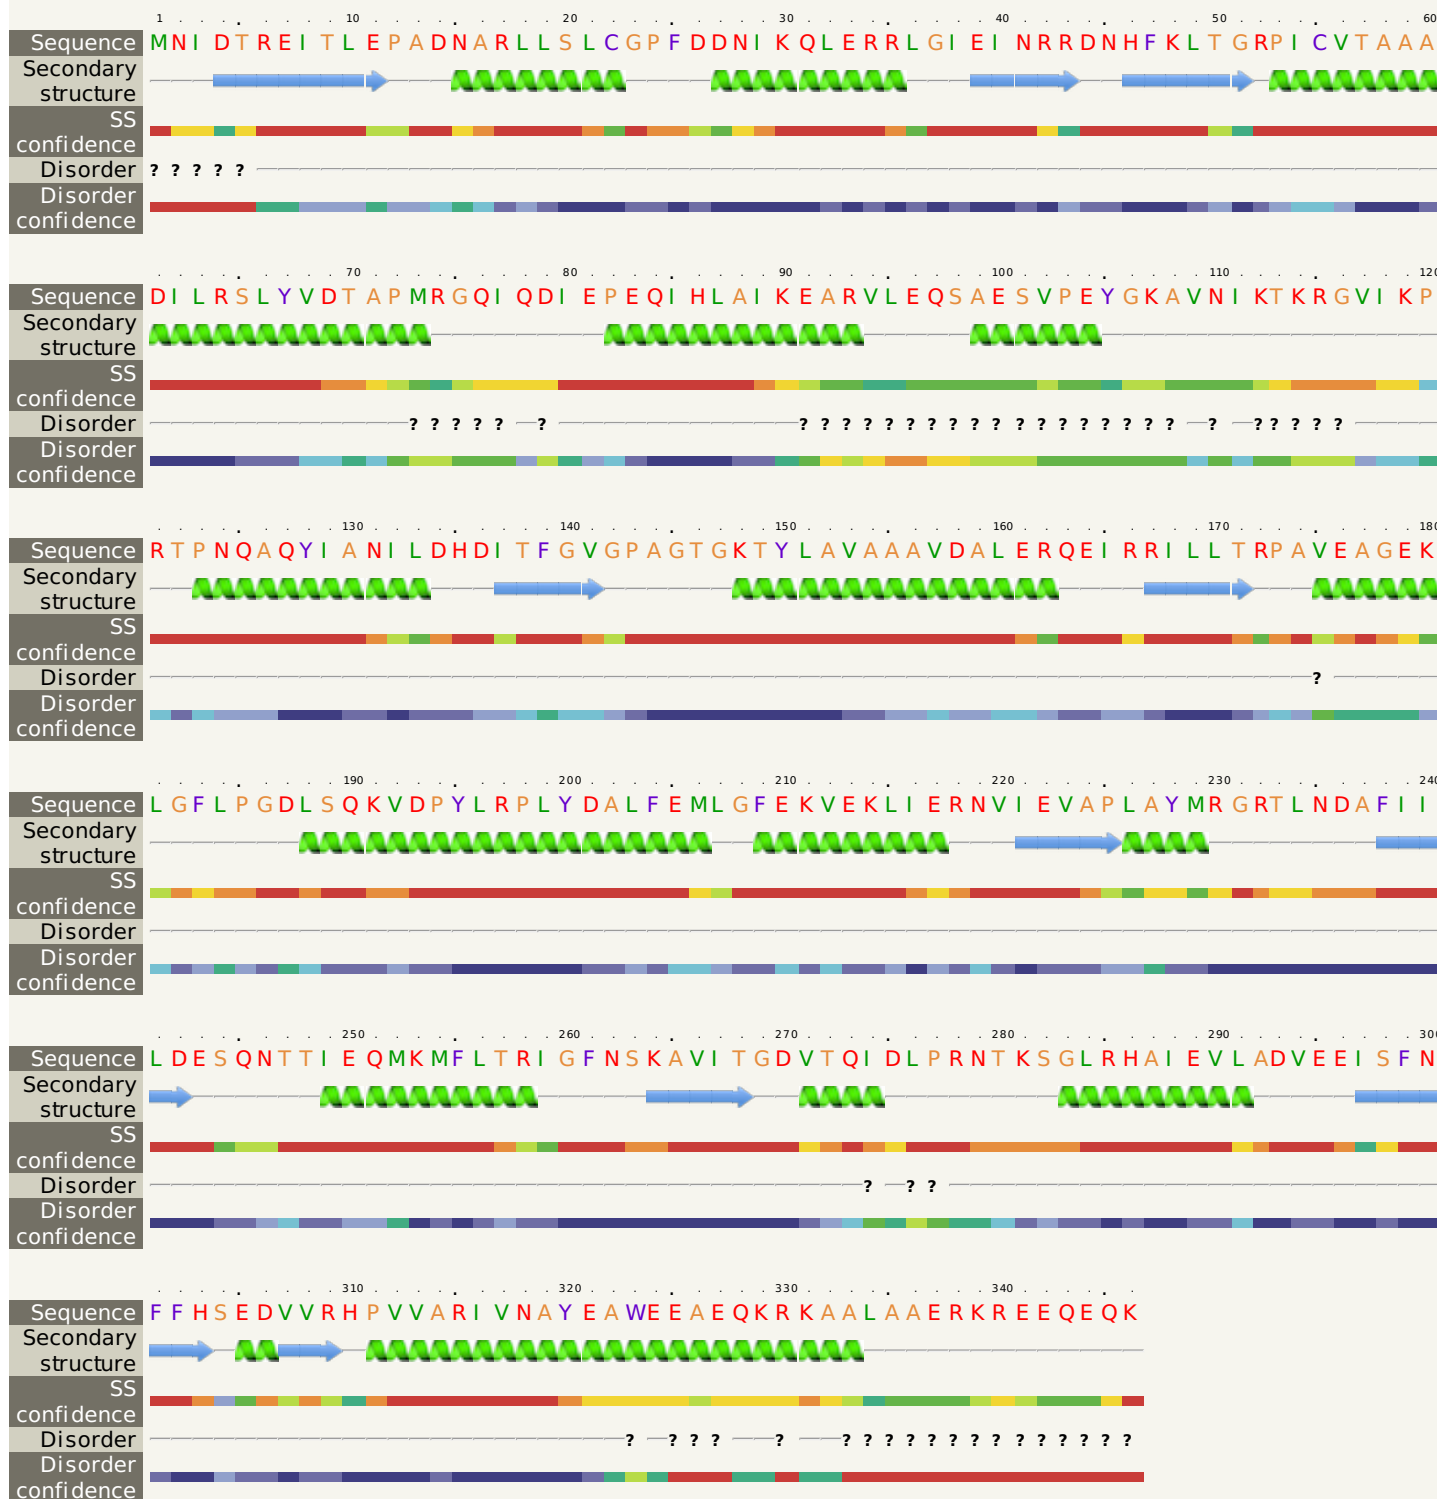 1 10 20 30 40 50 60
Sequence MNIDTREITLEPADNARLLSLCGPFDDNIKQLERRLGIEINRRDNHFKLTGRPICVTAAA
Secondary
structure
SS
confidence
Disorder ? ? ? ? ?
Disorder
confidence
70 80 90 100 110 120
Sequence DILRSLYVDTAPMRGQIQDIEPEQIHLAIKEARVLEQSAESVPEYGKAVNIKTKRGVIKP
Secondary
structure
SS
confidence
Disorder ? ? ? ? ? ? ? ? ? ? ? ? ? ? ? ? ? ? ? ? ? ? ? ? ? ? ? ? ? ?
Disorder
confidence
130 140 150 160 170 180
Sequence RTPNQAQYIANILDHDITFGVGPAGTGKTYLAVAAAVDALERQEIRRILLTRPAVEAGEK
Secondary
structure
SS
confidence
Disorder ?
Disorder
confidence
190 200 210 220 230 240
Sequence LGFLPGDLSQKVDPYLRPLYDALFEMLGFEKVEKLIERNVIEVAPLAYMRGRTLNDAFII
Secondary
structure
SS
confidence
Disorder
Disorder
confidence
250 260 270 280 290 300
Sequence LDESQNTTIEQMKMFLTRIGFNSKAVITGDVTQIDLPRNTKSGLRHAIEVLADVEEISFN
Secondary
structure
SS
confidence
Disorder ? ? ?
Disorder
confidence
310 320 330 340
Sequence FFHSEDVVRHPVVARIVNAYEAWEEAEQKRKAALAAERKREEQEQK
Secondary
structure
SS
confidence
Disorder ? ? ? ? ? ? ? ? ? ? ? ? ? ? ? ? ? ? ?
Disorder
confidence